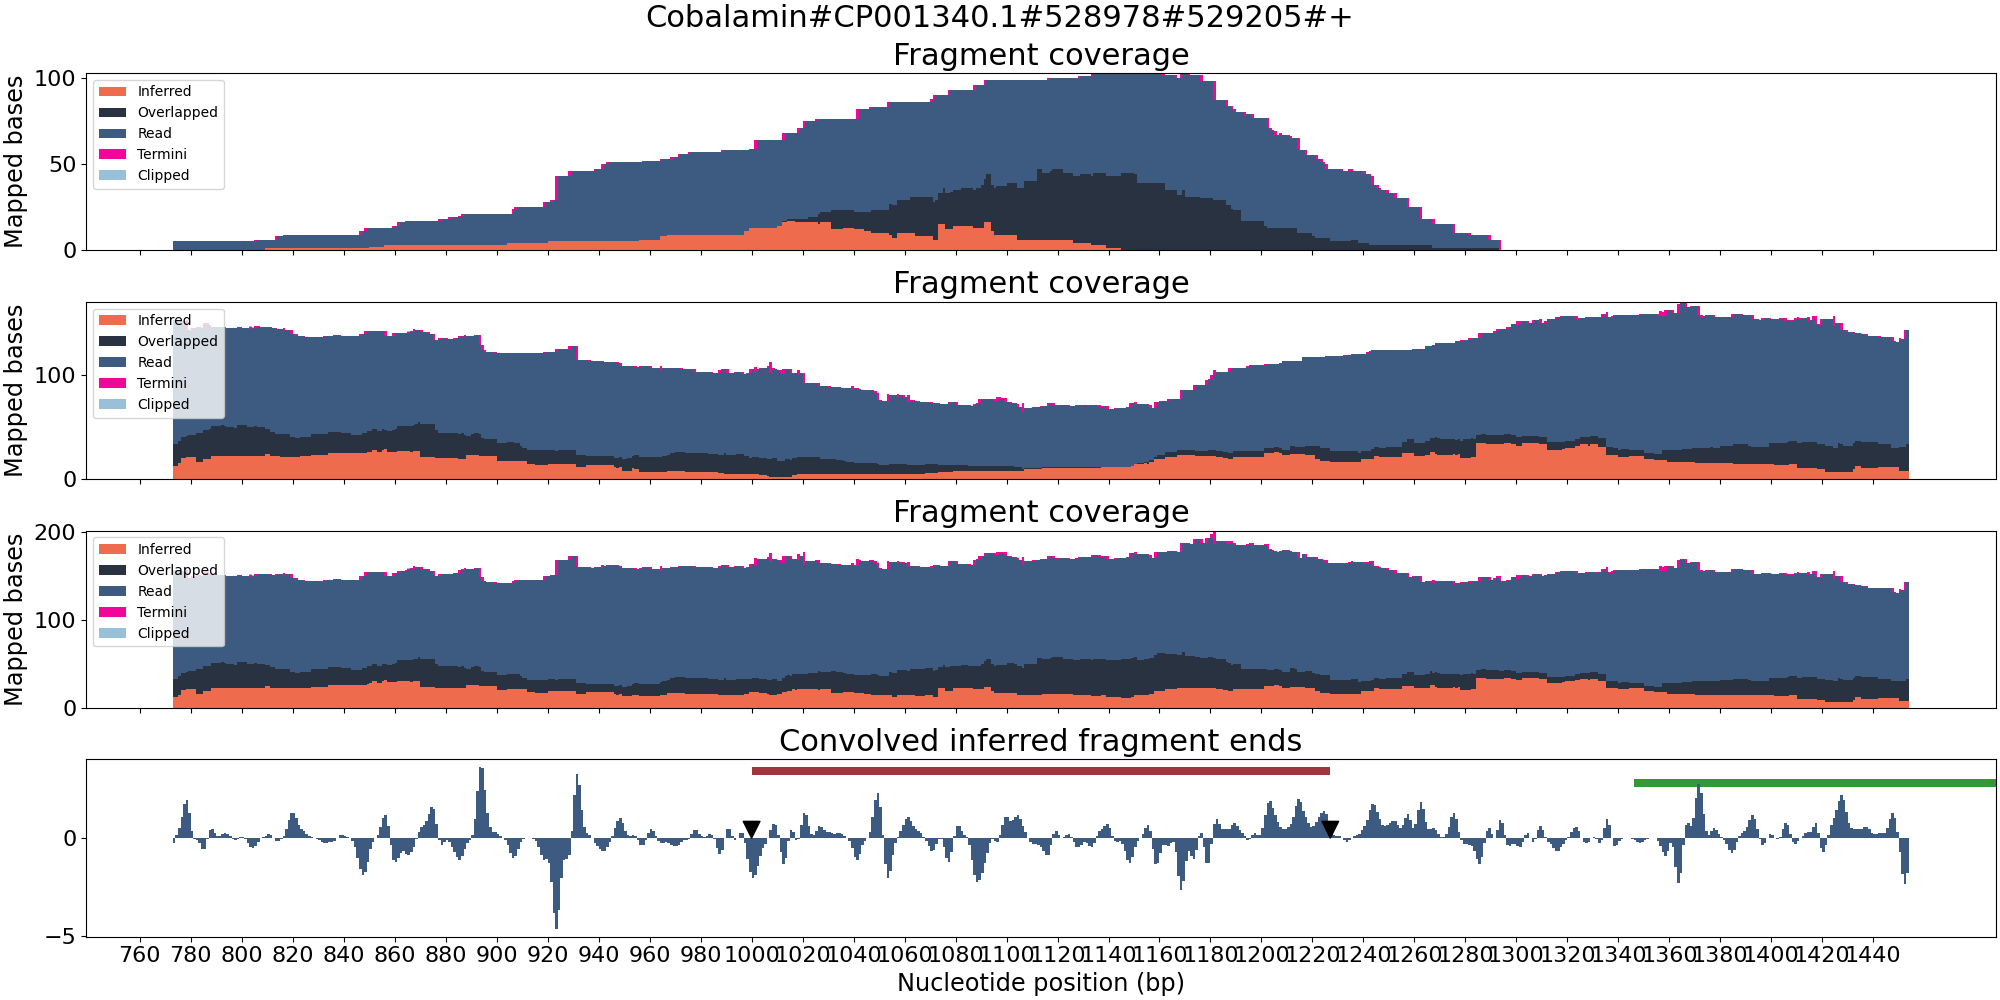 Cobalamin#CP001340.1#528978#529205#+
Fragment coverage
Mapped bases
100
50
0
Inferred
Overlapped
Read
Termini
Clipped
Fragment coverage
Mapped bases
100
0
Inferred
Overlapped
Read
Termini
Clipped
Fragment coverage
Mapped bases
200
100
0
Inferred
Overlapped
Read
Termini
Clipped
Convolved inferred fragment ends
0
−5
760 780 800 820 840 860 880 900 920 940 960 980 1000 1020 1040 1060 1080 1100 1120 1140 1160 1180 1200 1220 1240 1260 1280 1300 1320 1340 1360 1380 1400 1420 1440
Nucleotide position (bp)